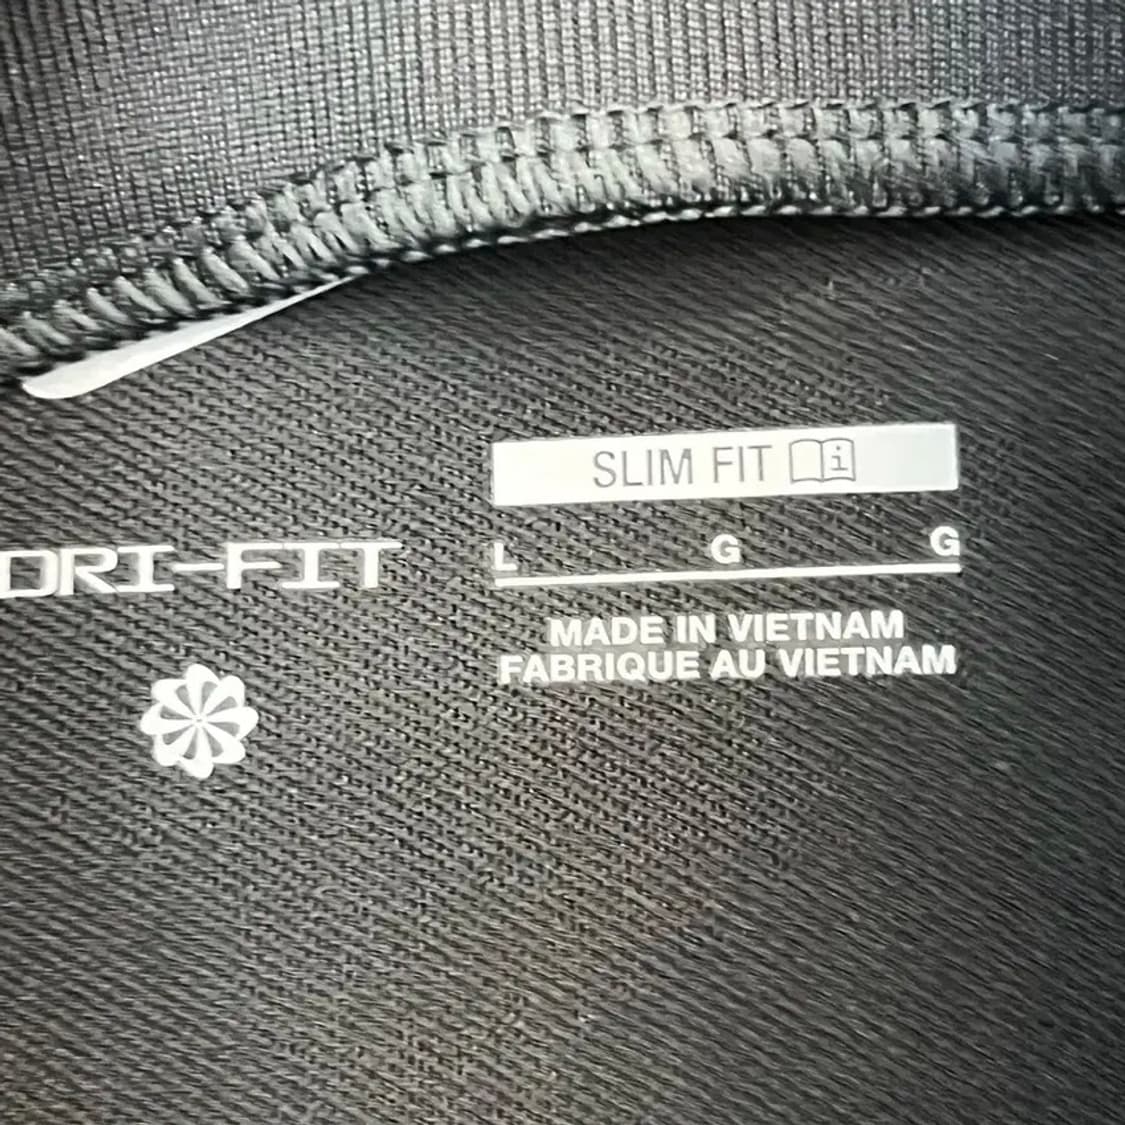 SLIM FIT i
L G G
DRI-FIT
MADE IN VIETNAM
FABRIQUE AU VIETNAM